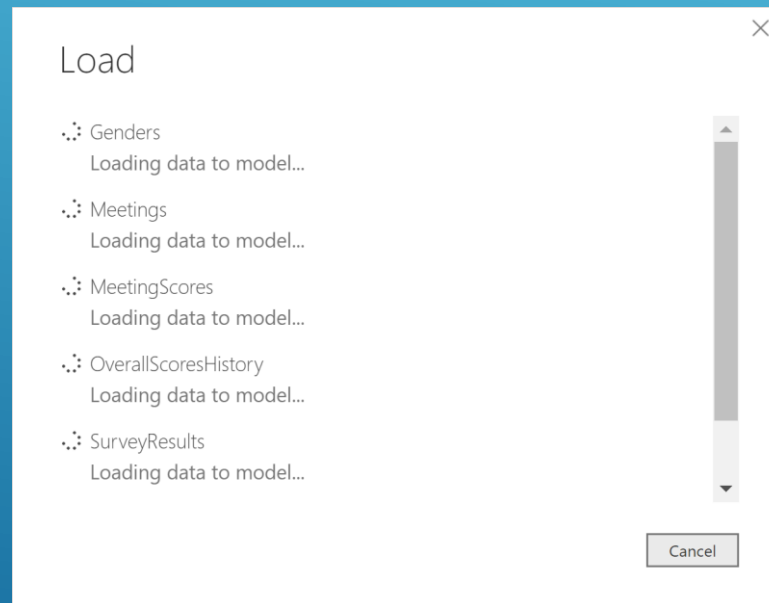 Load
Genders
Loading data to model...
Meetings
Loading data to model...
MeetingScores
Loading data to model...
OverallScoresHistory
Loading data to model...
SurveyResults
Loading data to model...
Cancel